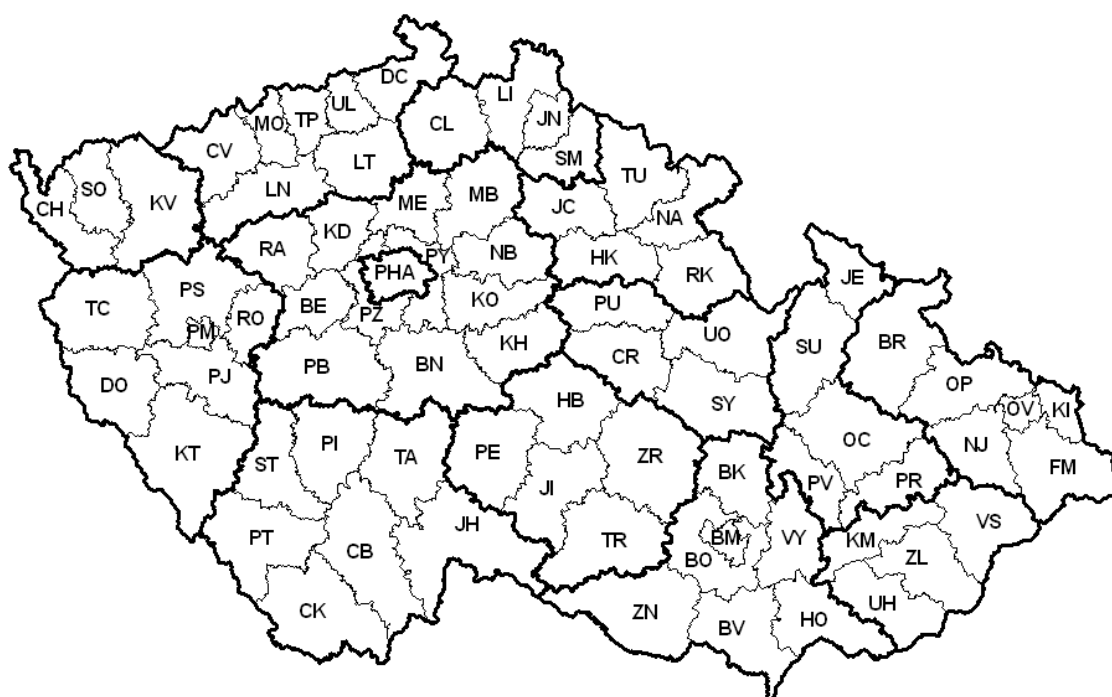 DC
UL
LI
TP
MO
JN
CL
CV
LT
SM
TU
SO
LN
KV
CH
ME
MB
JC
NA
RA
KD
PY
NB
HK
PHA
RK
JE
TC
PS
BE
KO
PU
RO
PZ
PM
UO
SU
BR
KH
CR
DO
PJ
PB
BN
OP
SY
HB
OV
KI
KT
ST
PI
TA
PE
ZR
OC
NJ
FM
BK
JI
PV
PR
JH
VS
PT
CB
TR
BM
VY
KM
BO
ZL
CK
ZN
BV
HO
UH